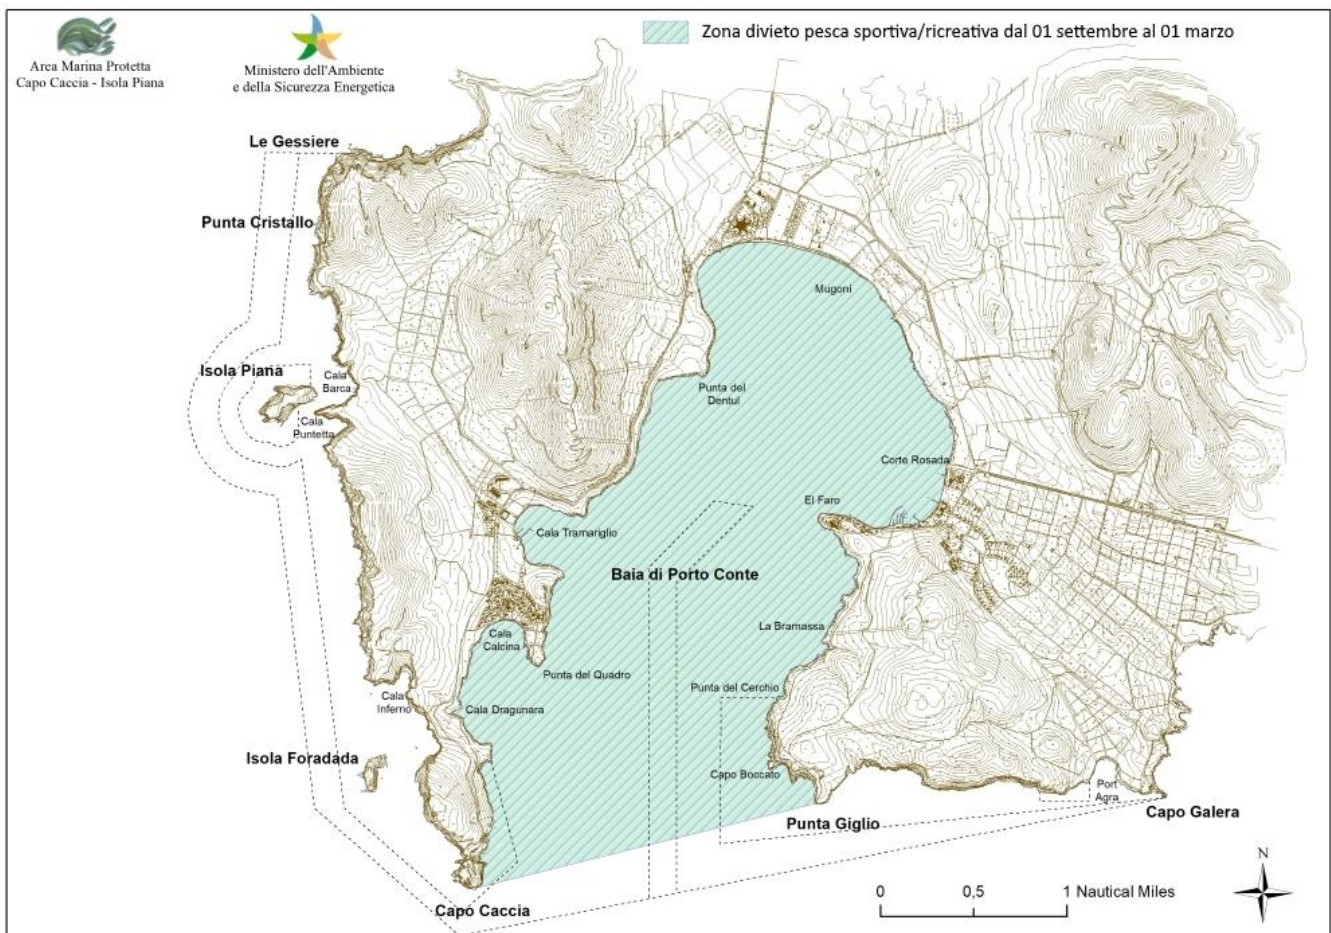 Zona divieto pesca sportiva/ricreativa dal 01 settembre al 01 marzo
Area Marina Protetta
Capo Caccia - Isola Piana
Ministero dell'Ambiente
e della Sicurezza Energetica
Le Gessiere
Punta Cristallo
Mugoni
Isola Piana
Cala
Barca
Punta del
Dentul
Cala
Puntetta
Corte Rosada
El Faro
Cala Tramariglio
Baia di Porto Conte
La Bramassa
Cala
Calcina
Punta del Quadro
Punta del Cerchio
Cala
Inferno
Cala Dragunara
Isola Foradada
Capo Boccato
Port
Agra
Capo Galera
Punta Giglio
Capo Caccia
N
0 0,5 1 Nautical Miles